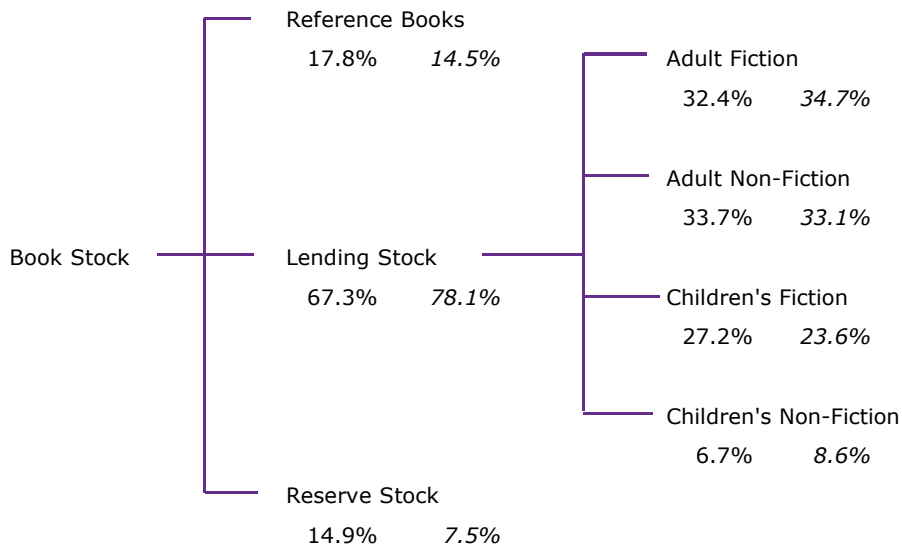 Reference Books
17.8% 14.5%
Adult Fiction
32.4% 34.7%
Adult Non-Fiction
33.7% 33.1%
Book Stock
Lending Stock
67.3% 78.1%
Children's Fiction
27.2% 23.6%
Children's Non-Fiction
6.7% 8.6%
Reserve Stock
14.9% 7.5%